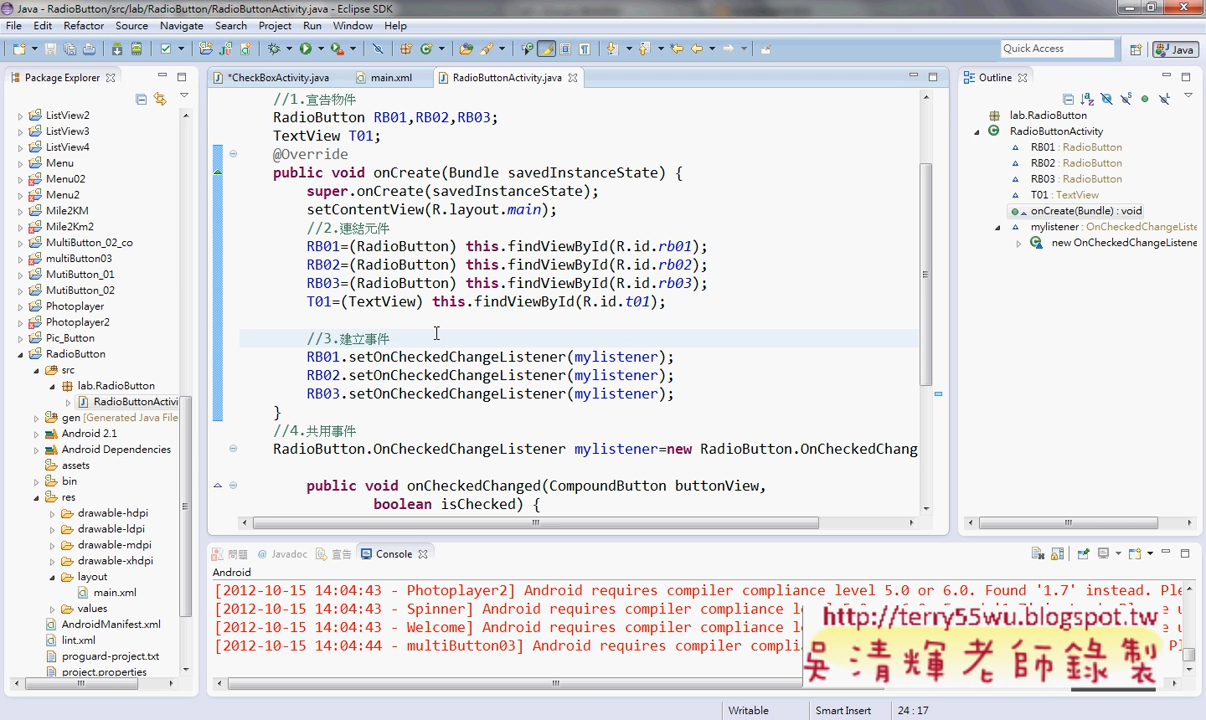 Java - RadioButton/src/lab/RadioButton/RadioButtonActivity.java - Eclipse SDK
File Edit Refactor Source Navigate Search Project Run Window Help
Quick Access
Java
Package Explorer
*CheckBoxActivity.java
main.xml
RadioButtonActivity.java
Outline
ListView2
ListView3
ListView4
Menu
Menu02
Menu2
Mile2KM
Mile2Km2
MultiButton_02_co
multiButton03
MutiButton_01
MutiButton_02
Photoplayer
Photoplayer2
Pic_Button
RadioButton
src
lab.RadioButton
RadioButtonActivi
gen [Generated Java File
Android 2.1
Android Dependencies
assets
bin
res
drawable-hdpi
drawable-ldpi
drawable-mdpi
drawable-xhdpi
layout
main.xml
values
AndroidManifest.xml
lint.xml
proguard-project.txt
project.properties
//1.宣告物件
RadioButton RB01,RB02,RB03;
TextView T01;
@Override
public void onCreate(Bundle savedInstanceState) {
super.onCreate(savedInstanceState);
setContentView(R.layout.main);
//2.連結元件
RB01=(RadioButton) this.findViewById(R.id.rb01);
RB02=(RadioButton) this.findViewById(R.id.rb02);
RB03=(RadioButton) this.findViewById(R.id.rb03);
T01=(TextView) this.findViewById(R.id.t01);
//3.建立事件
RB01.setOnCheckedChangeListener(mylistener);
RB02.setOnCheckedChangeListener(mylistener);
RB03.setOnCheckedChangeListener(mylistener);
}
//4.共用事件
RadioButton.OnCheckedChangeListener mylistener=new RadioButton.OnCheckedChang
public void onCheckedChanged(CompoundButton buttonView,
boolean isChecked) {
lab.RadioButton
RadioButtonActivity
RB01 : RadioButton
RB02 : RadioButton
RB03 : RadioButton
T01 : TextView
onCreate(Bundle) : void
mylistener : OnCheckedChangeListe
new OnCheckedChangeListene
問題 @ Javadoc 宣告 Console
Android
[2012-10-15 14:04:43 - Photoplayer2] Android requires compiler compliance level 5.0 or 6.0. Found '1.7' instead. Ple
[2012-10-15 14:04:43 - Spinner] Android requires compiler compliance le
[2012-10-15 14:04:43 - Welcome] Android requires compiler compliance le
[2012-10-15 14:04:44 - multiButton03] Android requires compiler complia
http://terry55wu.blogspot.tw
吳清輝老師錄製
Writable
Smart Insert
24 : 17